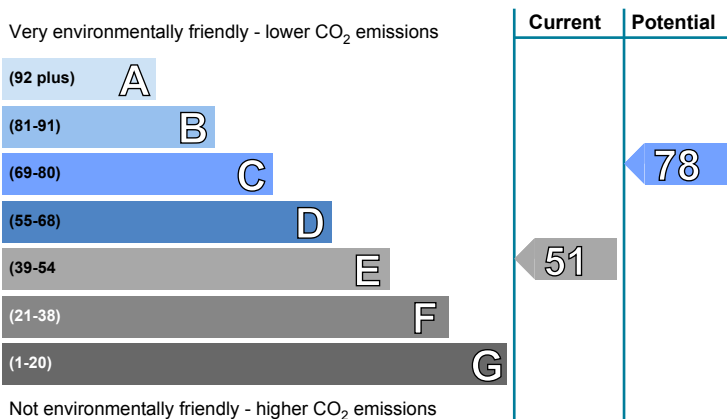 Current Potential
Very environmentally friendly - lower CO2 emissions
(92 plus) A
(81-91) B
(69-80) C 78
(55-68) D
(39-54 E 51
(21-38) F
(1-20) G
Not environmentally friendly - higher CO2 emissions